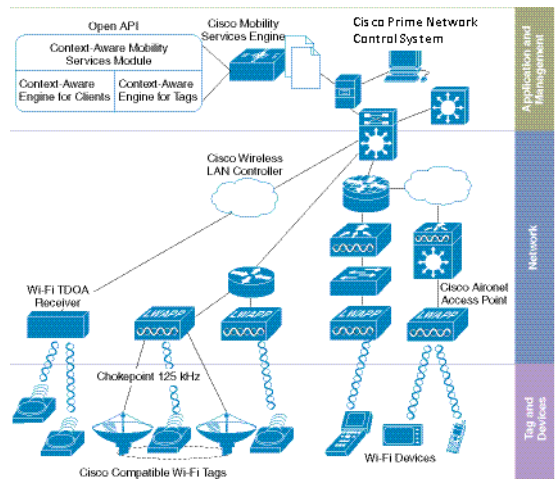 Open API
Context-Aware Mobility
Services Module
Context-Aware
Engine for Clients
Context-Aware
Engine for Tags
Cisco Mobility
Services Engine
Cisco Prime Network
Control System
Application and
Management
Cisco Wireless
LAN Controller
Network
Wi-Fi TDOA
Receiver
LWAPP
LWAPP
LWAPP
LWAPP
Cisco Aironet
Access Point
Chokepoint 125 kHz
Tag and
Devices
Wi-Fi Devices
Cisco Compatible Wi-Fi Tags